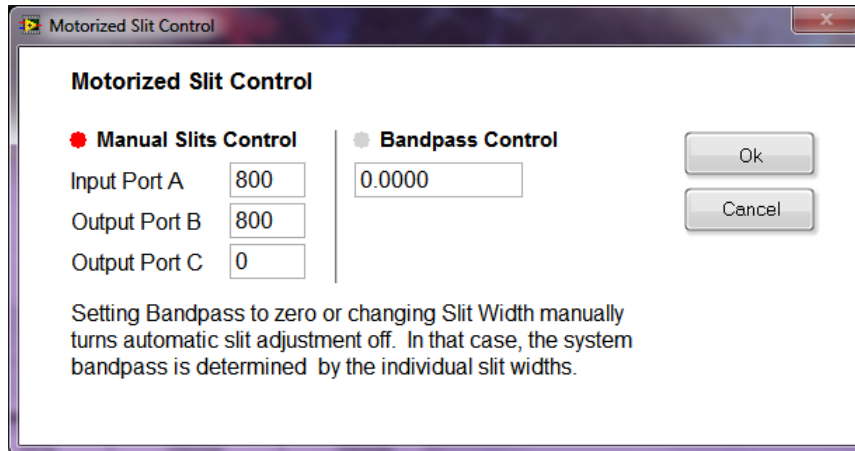 Motorized Slit Control
Motorized Slit Control
Manual Slits Control
Bandpass Control
Input Port A 800
0.0000
Output Port B 800
Output Port C 0
Ok
Cancel
Setting Bandpass to zero or changing Slit Width manually
turns automatic slit adjustment off. In that case, the system
bandpass is determined by the individual slit widths.